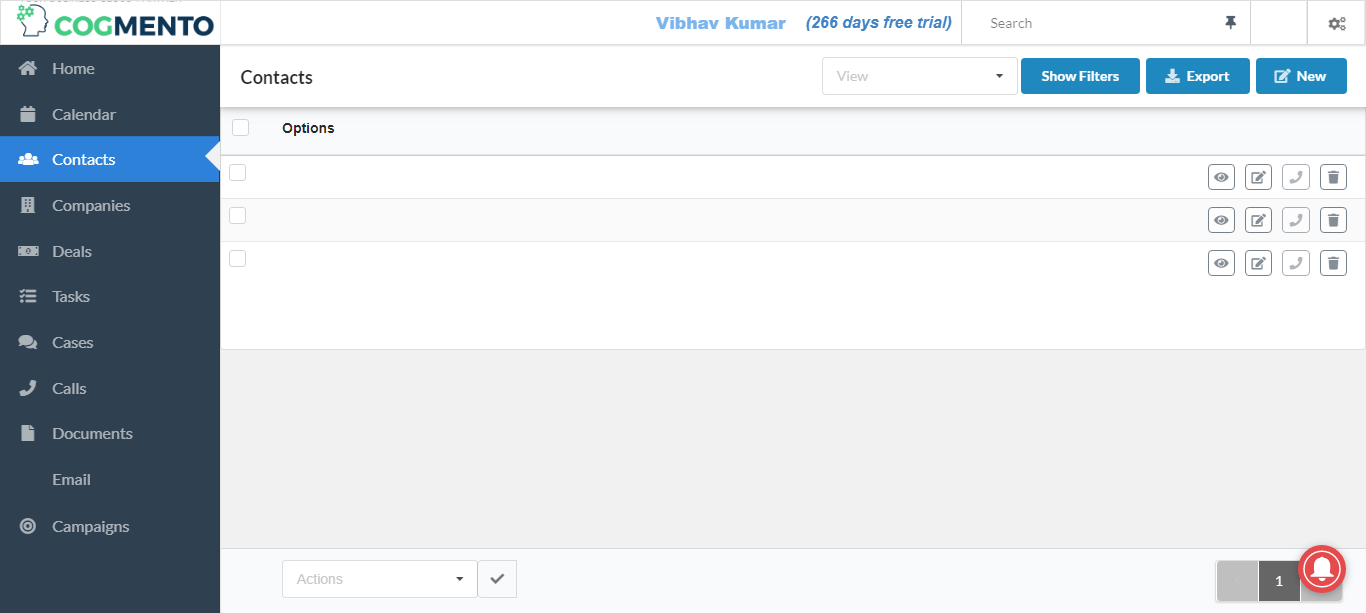 COGMENTO
Vibhav Kumar (266 days free trial) Search
Home
Calendar
Contacts
Companies
Deals
Tasks
Cases
Calls
Documents
Email
Campaigns
Contacts View Show Filters Export New
Options
Actions 1